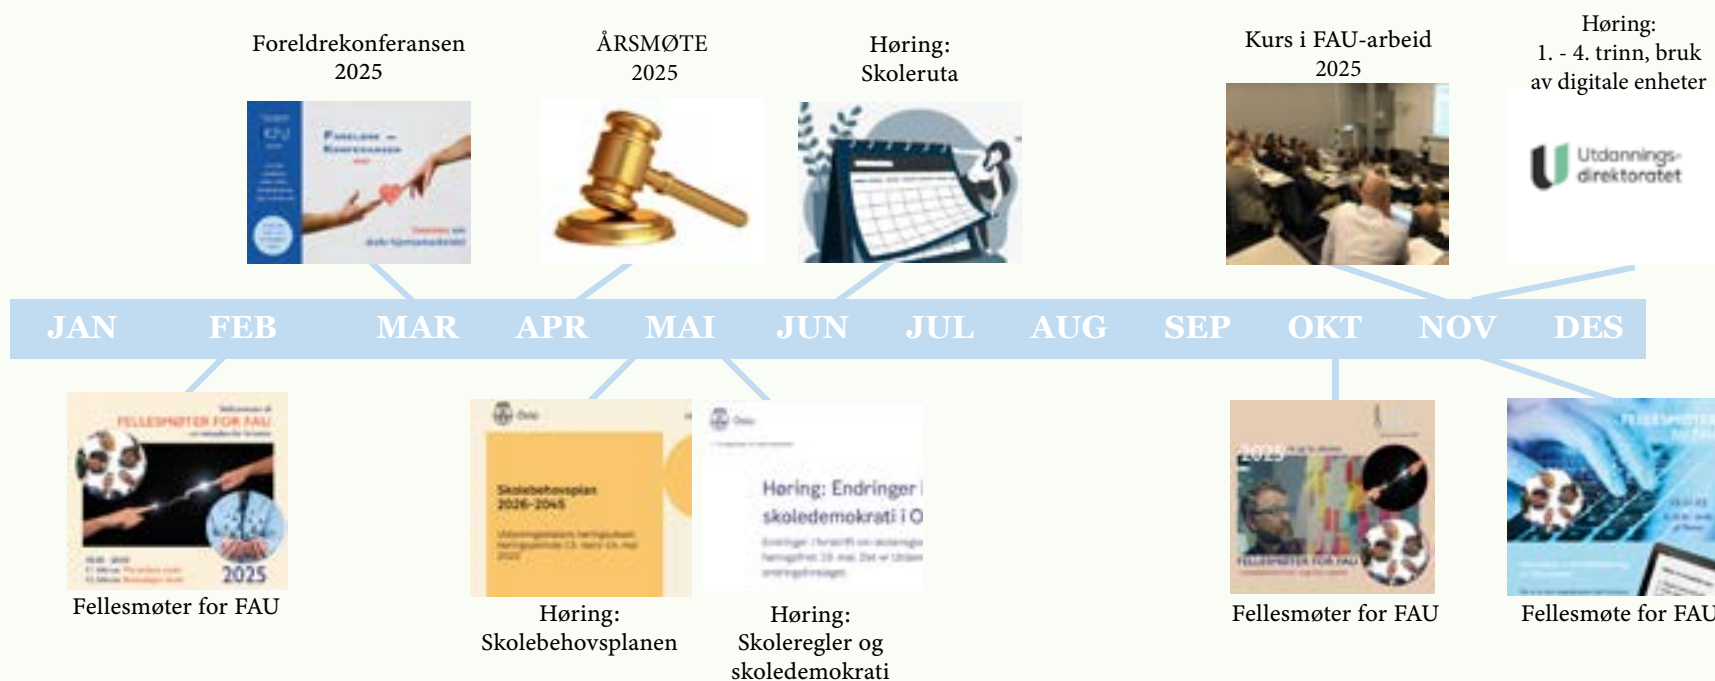 Foreldrekonferansen
2025
ÅRSMØTE
2025
Høring:
Skoleruta
Kurs i FAU-arbeid
2025
Høring:
1. - 4. trinn, bruk
av digitale enheter
FORELDRE –
KONFERANSEN
Utdannings-
direktoratet
JAN FEB MAR APR MAI JUN JUL AUG SEP OKT NOV DES
FELLESMØTER FOR FAU
2025
Fellesmøter for FAU
Oslo
Skolebehovsplan
2026-2045
Høring:
Skolebehovsplanen
Oslo
Høring: Endringer i
skoledemokrati i O
Høring:
Skoleregler og
skoledemokrati
2025
FELLESMØTER FOR FAU
Fellesmøter for FAU
FELLESMØTER
Fellesmøte for FAU